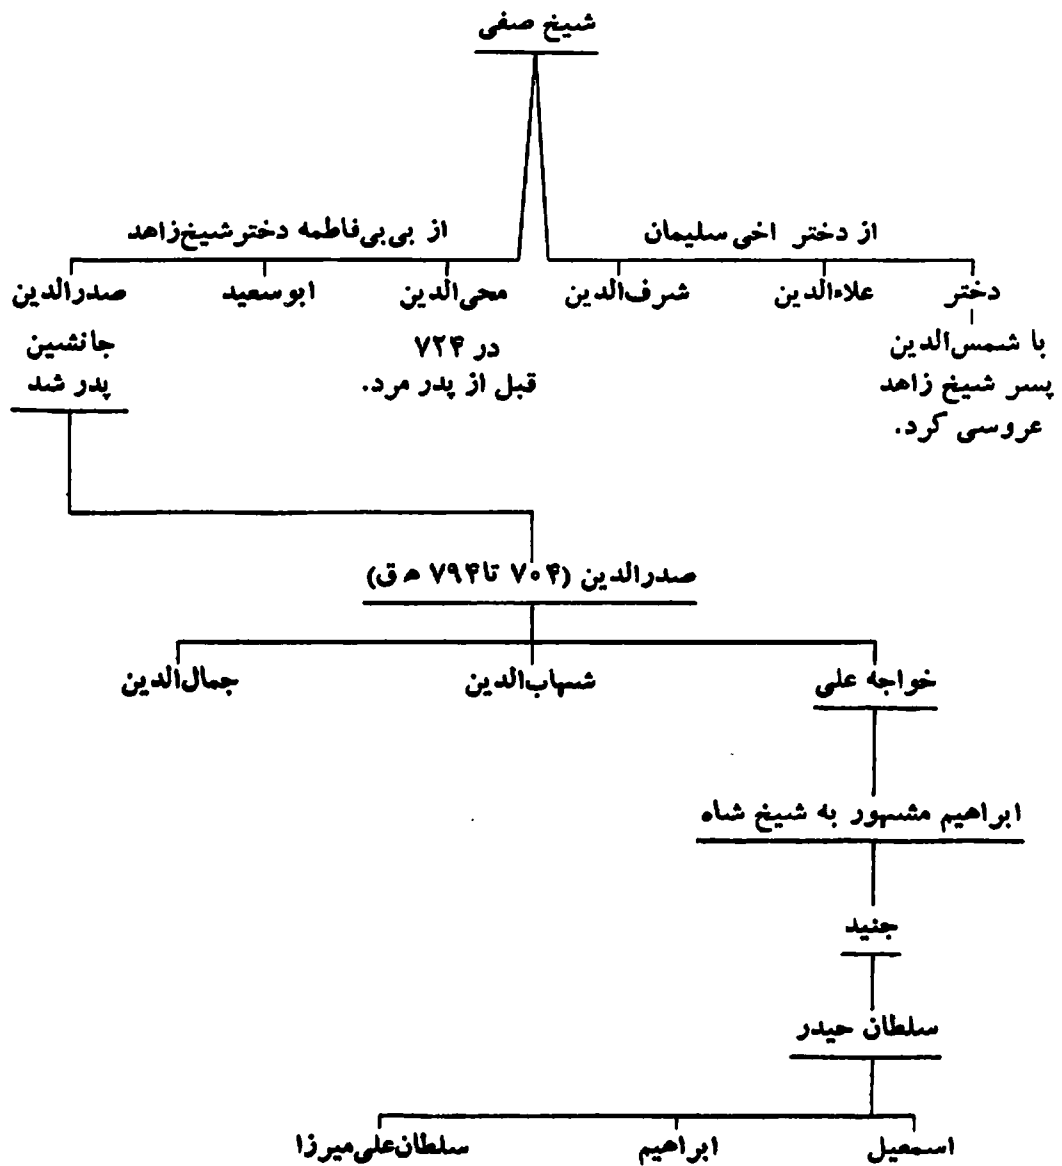 شیخ صفی
از دختر اخی سلیمان
از بی‌بی‌فاطمه دختر شیخ‌زاهد
دختر
علاءالدین
شرف‌الدین
محی‌الدین
ابوسعید
صدرالدین
با شمس‌الدین
پسر شیخ زاهد
عروسی کرد.
در ۷۲۴
قبل از پدر مرد.
جانشین
پدر شد
صدرالدین (۷۰۴ تا ۷۹۴ ه‍ ق)
خواجه علی
شهاب‌الدین
جمال‌الدین
ابراهیم مشهور به شیخ شاه
جنید
سلطان حیدر
اسمعیل
ابراهیم
سلطان‌علی‌میرزا